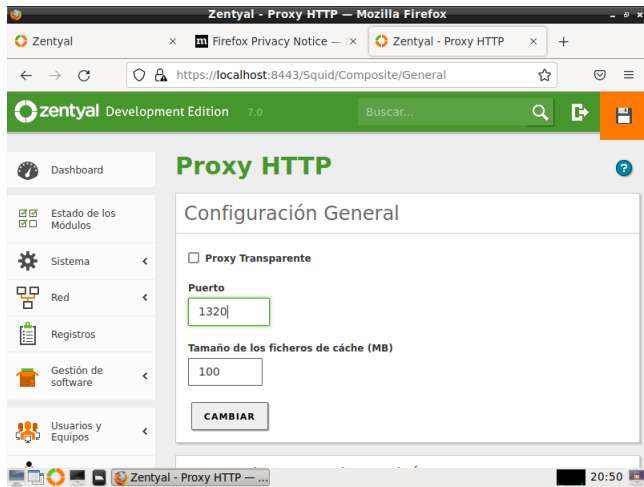 Zentyal - Proxy HTTP — Mozilla Firefox
Zentyal
Firefox Privacy Notice —
Zentyal - Proxy HTTP
https://localhost:8443/Squid/Composite/General
zentyal Development Edition 7.0
Buscar...
Dashboard
Estado de los
Módulos
Sistema
Red
Registros
Gestión de
software
Usuarios y
Equipos
Proxy HTTP
?
Configuración General
Proxy Transparente
Puerto
1320
Tamaño de los ficheros de cáche (MB)
100
CAMBIAR
Zentyal - Proxy HTTP — ...
20:50